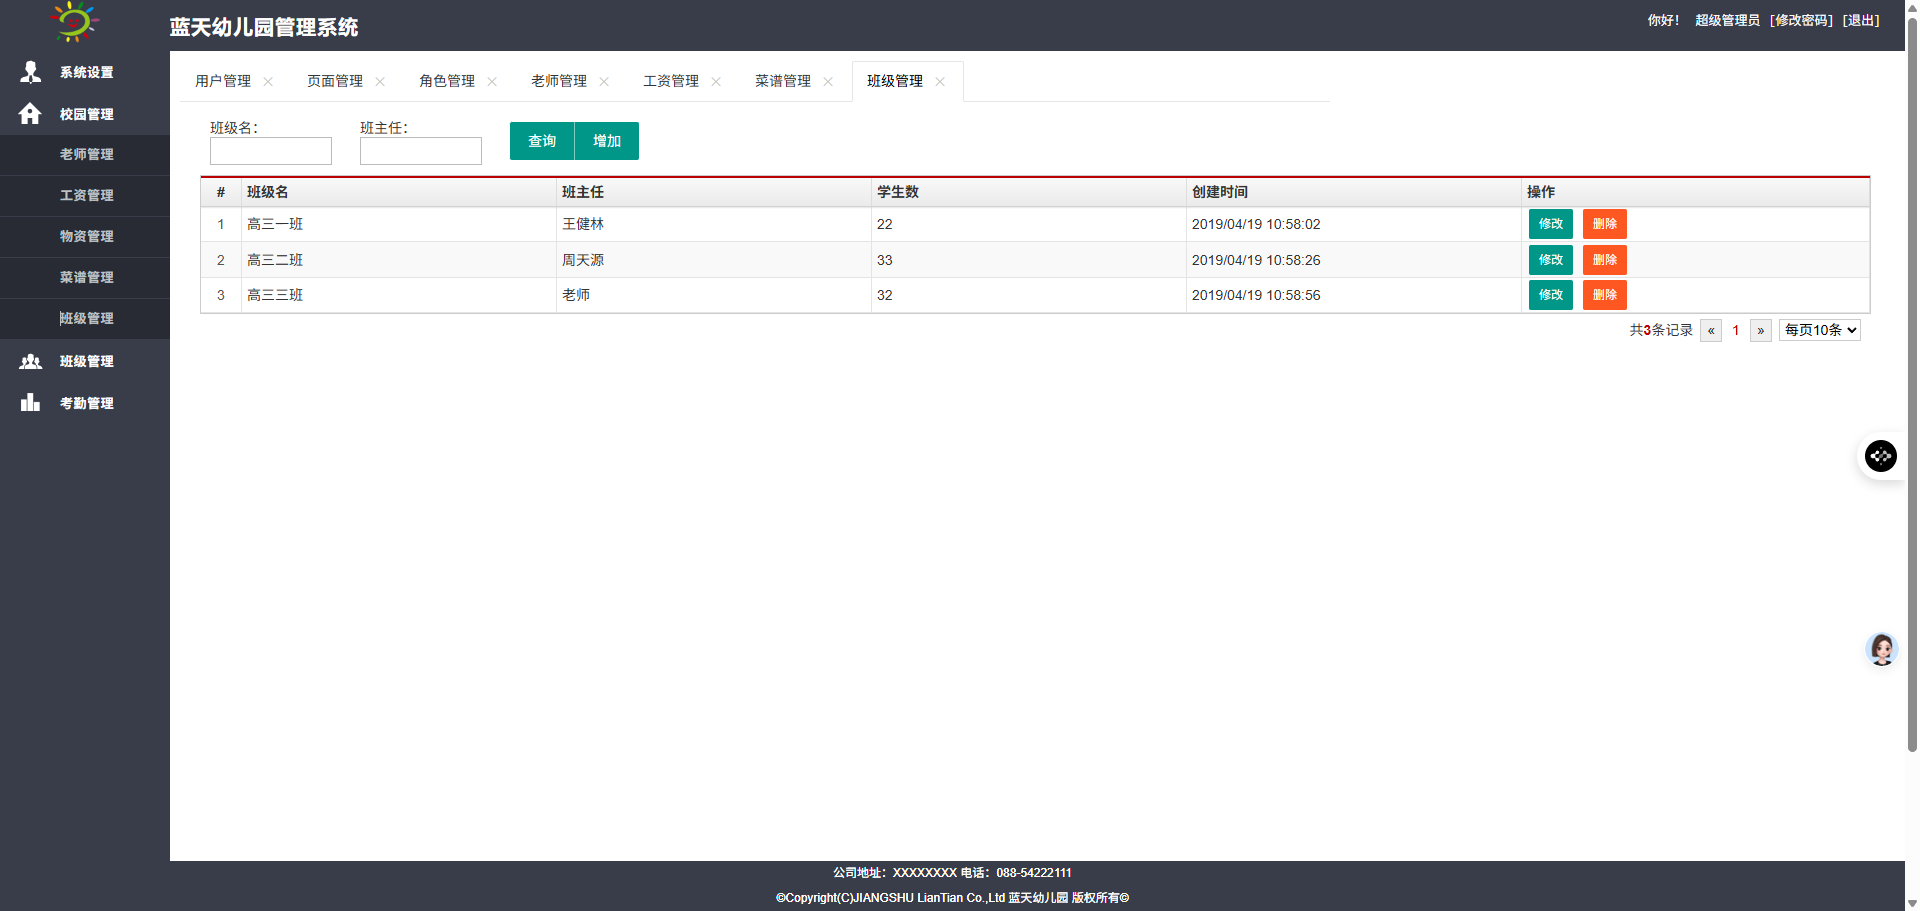 蓝天幼儿园管理系统
你好! 超级管理员 [修改密码] [退出]
系统设置
校园管理
老师管理
工资管理
物资管理
菜谱管理
班级管理
班级管理
考勤管理
用户管理 页面管理 角色管理 老师管理 工资管理 菜谱管理 班级管理
班级名: 班主任: 查询 增加
# 班级名 班主任 学生数 创建时间 操作
1 高三一班 王健林 22 2019/04/19 10:58:02 修改 删除
2 高三二班 周天源 33 2019/04/19 10:58:26 修改 删除
3 高三三班 老师 32 2019/04/19 10:58:56 修改 删除
共3条记录 « 1 » 每页10条
公司地址：XXXXXXXX 电话：088-54222111
©Copyright(C)JIANGSHU LianTian Co.,Ltd 蓝天幼儿园 版权所有©